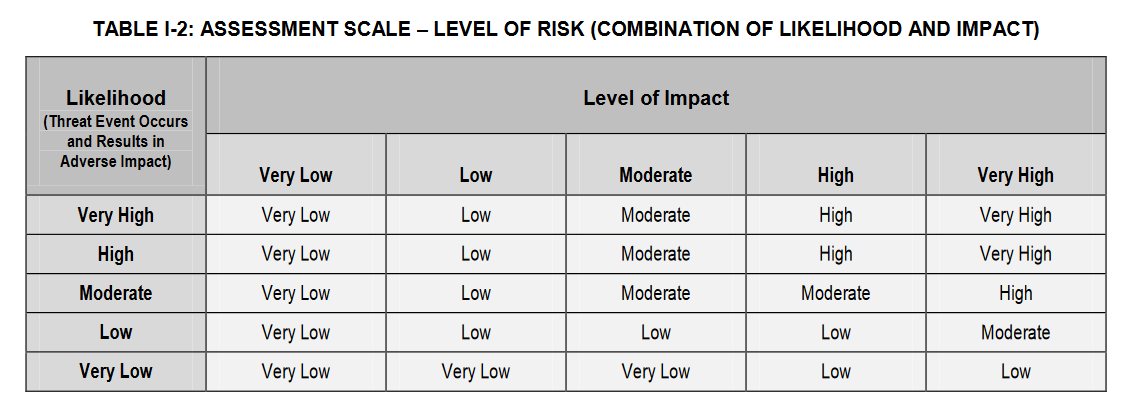 TABLE I-2: ASSESSMENT SCALE – LEVEL OF RISK (COMBINATION OF LIKELIHOOD AND IMPACT)
Likelihood
(Threat Event Occurs
and Results in
Adverse Impact)
Level of Impact
Very Low Low Moderate High Very High
Very High Very Low Low Moderate High Very High
High Very Low Low Moderate High Very High
Moderate Very Low Low Moderate Moderate High
Low Very Low Low Low Low Moderate
Very Low Very Low Very Low Very Low Low Low